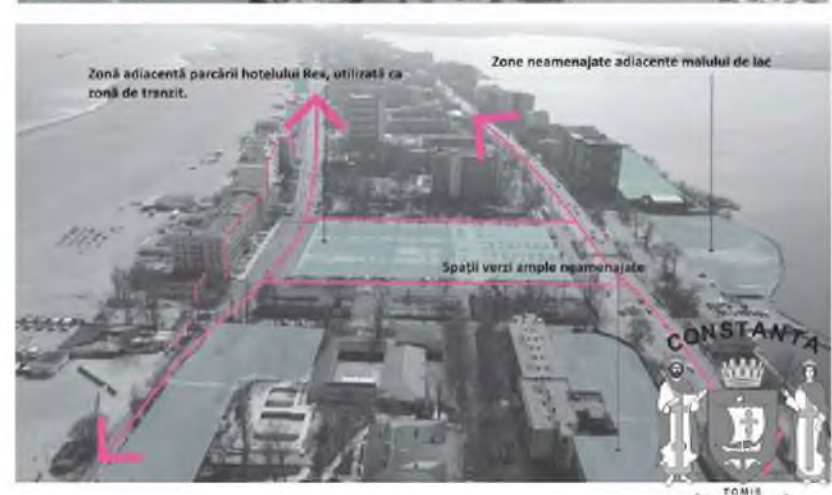 Zonă adiacentă parcării hotelului Rex, utilizată ca
zonă de tranzit.
Zone neamenajate adiacente malului de lac
Spații verzi ample neamenajate
CONSTANTA
TOMIS